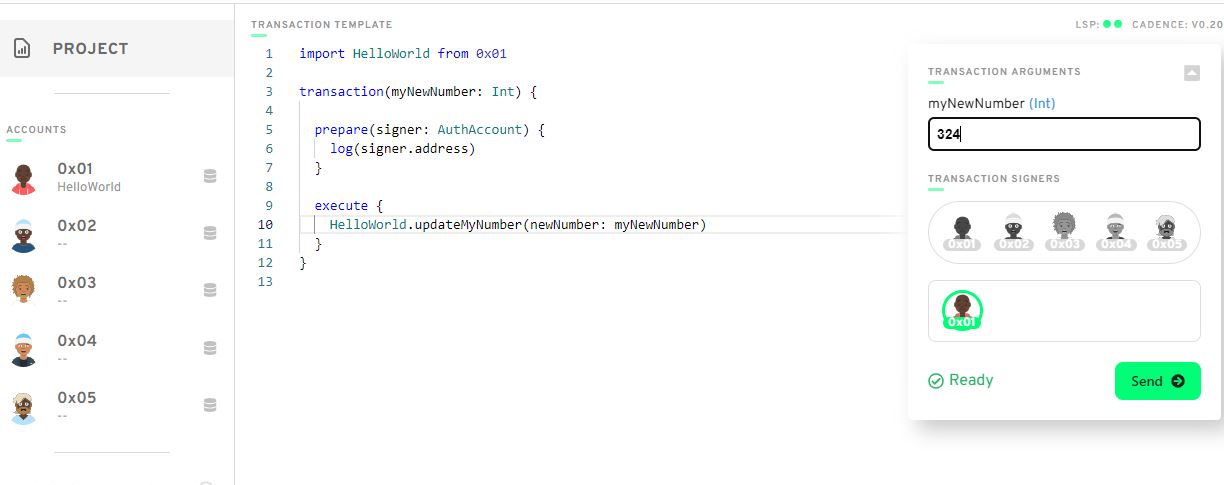 PROJECT
ACCOUNTS
0x01
HelloWorld
0x02
--
0x03
--
0x04
--
0x05
--
TRANSACTION TEMPLATE
LSP: CADENCE: V0.20
1 import HelloWorld from 0x01
2
3 transaction(myNewNumber: Int) {
4
5 prepare(signer: AuthAccount) {
6 log(signer.address)
7 }
8
9 execute {
10 HelloWorld.updateMyNumber(newNumber: myNewNumber)
11 }
12 }
13
TRANSACTION ARGUMENTS
myNewNumber (Int)
324
TRANSACTION SIGNERS
0x01 0x02 0x03 0x04 0x05
0x01
Ready
Send